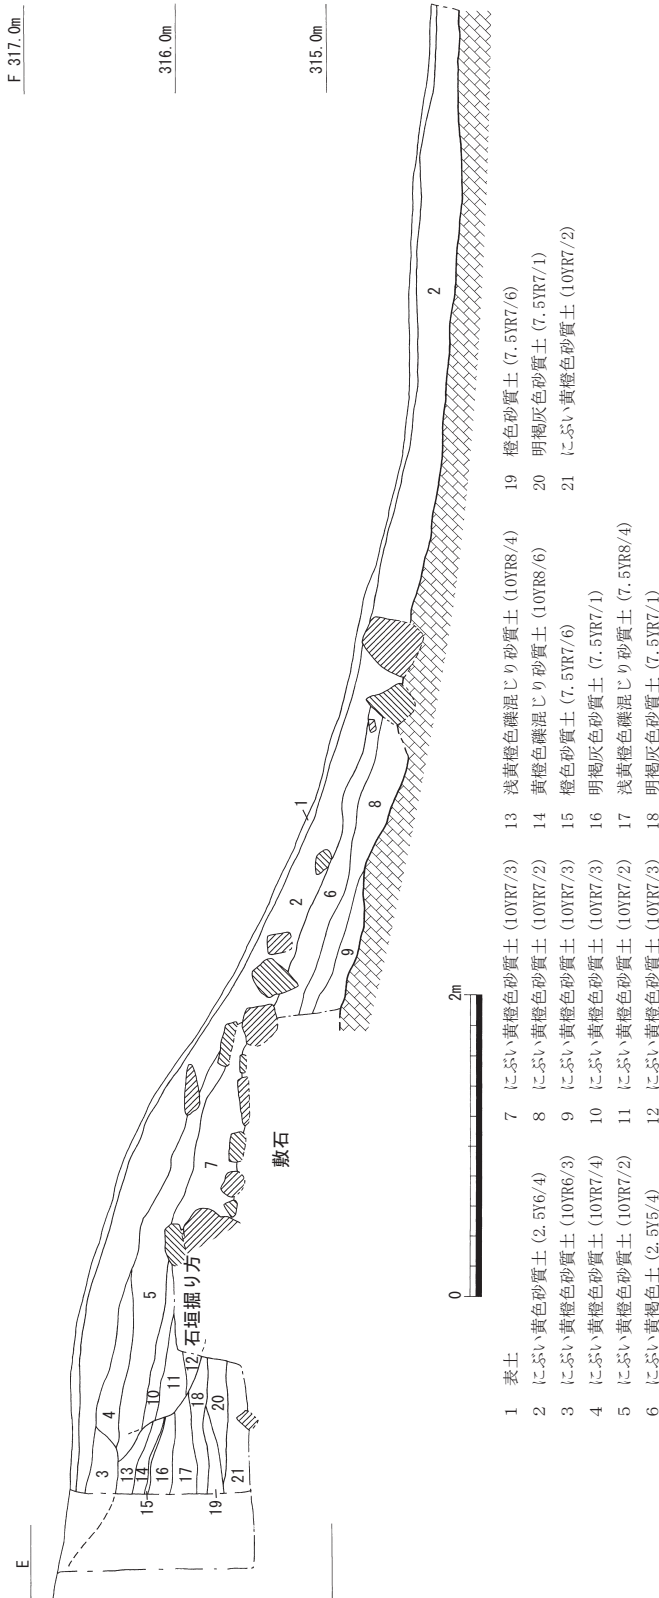 E
F 317.0m
316.0m
315.0m
1
2
2
3
4
5
6
7
8
9
10
11
12
13
14
15
16
17
18
19
20
21
石垣掘り方
敷石
0
2m
1 表土
2 にぶい黄色砂質土 (2.5Y6/4)
3 にぶい黄橙色砂質土 (10YR6/3)
4 にぶい黄橙色砂質土 (10YR7/4)
5 にぶい黄橙色砂質土 (10YR7/2)
6 にぶい黄褐色土 (2.5Y5/4)
7 にぶい黄橙色砂質土 (10YR7/3)
8 にぶい黄橙色砂質土 (10YR7/2)
9 にぶい黄橙色砂質土 (10YR7/3)
10 にぶい黄橙色砂質土 (10YR7/3)
11 にぶい黄橙色砂質土 (10YR7/2)
12 にぶい黄橙色砂質土 (10YR7/3)
13 浅黄橙色礫混じり砂質土 (10YR8/4)
14 黄橙色礫混じり砂質土 (10YR8/6)
15 橙色砂質土 (7.5YR7/6)
16 明褐灰色砂質土 (7.5YR7/1)
17 浅黄橙色礫混じり砂質土 (7.5YR8/4)
18 明褐灰色砂質土 (7.5YR7/1)
19 橙色砂質土 (7.5YR7/6)
20 明褐灰色砂質土 (7.5YR7/1)
21 にぶい黄橙色砂質土 (10YR7/2)